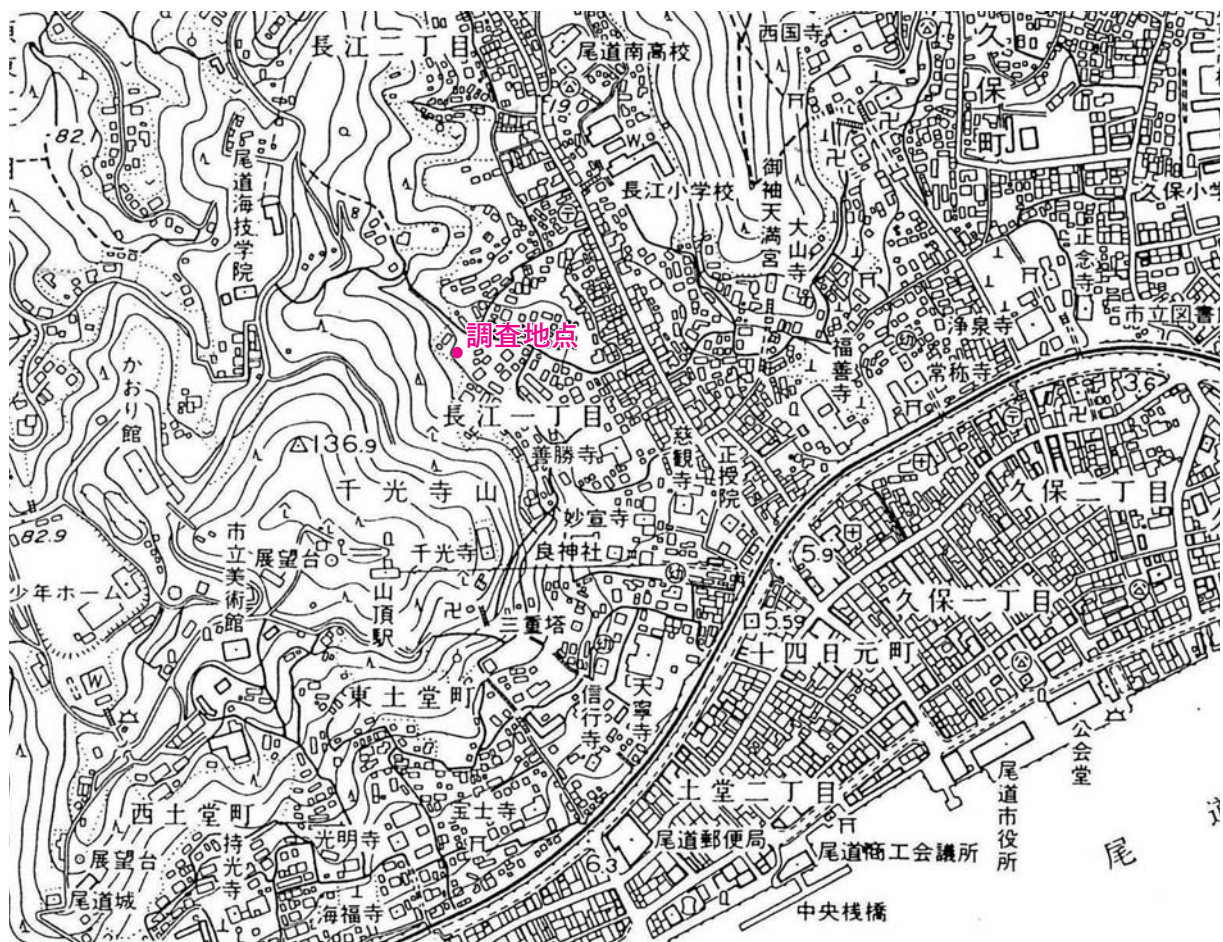 長江二丁目
尾道南高校
西国寺
久保町
19.0
82.
W
尾道海技学院
長江小学校
御袖天満宮
大山寺
久保小学
正念寺
市立図書
調査地点
浄泉寺
常称寺
福善寺
3.6
かおり館
長江一丁目
136.9
善勝寺
慈観寺
正授院
千光寺山
久保二丁目
82.9
妙宣寺
千光寺
艮神社
5.9
展望台
市立美術館
山頂駅
少年ホーム
久保一丁目
三重塔
5.59
十四日元町
東土堂町
信行寺
天寧寺
W
公会堂
尾道市役所
土堂二丁目
西土堂町
宝土寺
光明寺
持光寺
尾道郵便局
尾道商工会議所
展望台
6.3
尾
道
尾道城
海福寺
中央桟橋